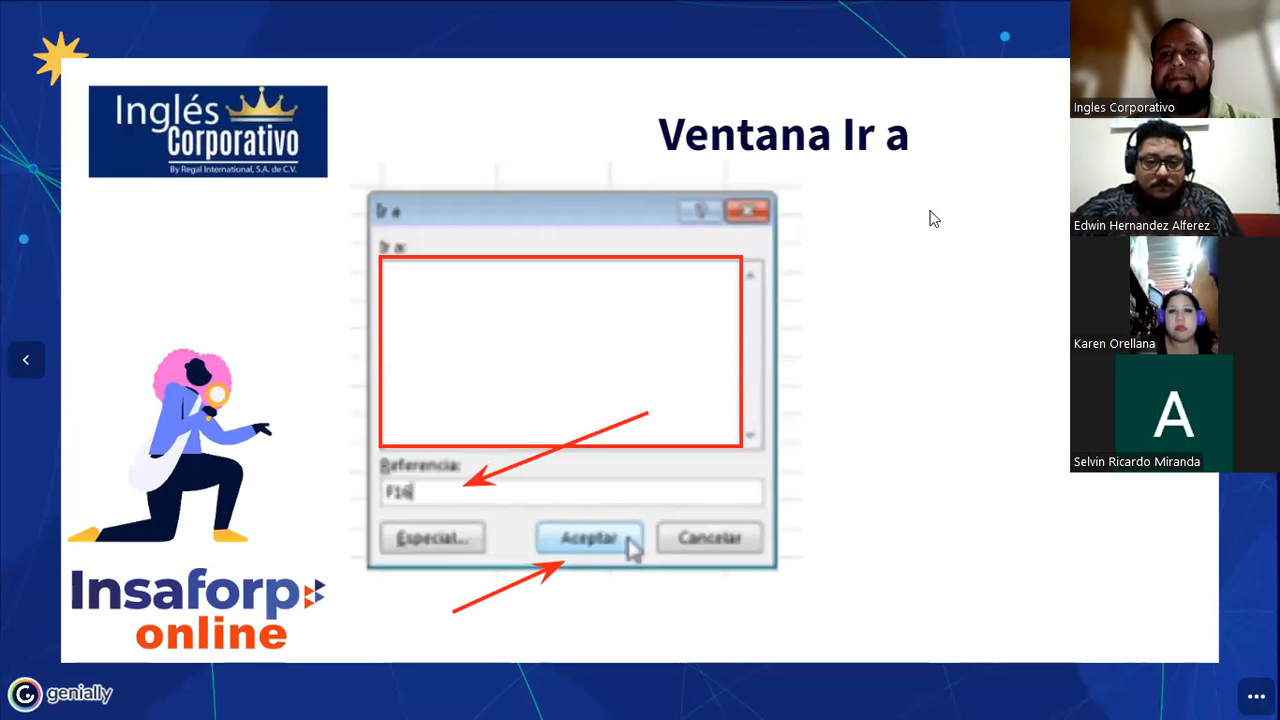 Inglés
Corporativo
By Regal International, S.A. de C.V.
Ventana Ir a
Ir a
Ir a:
Referencia:
F16
Especial...
Aceptar
Cancelar
Insaforp
online
genially
Ingles Corporativo
Edwin Hernandez Alferez
Karen Orellana
A
Selvin Ricardo Miranda